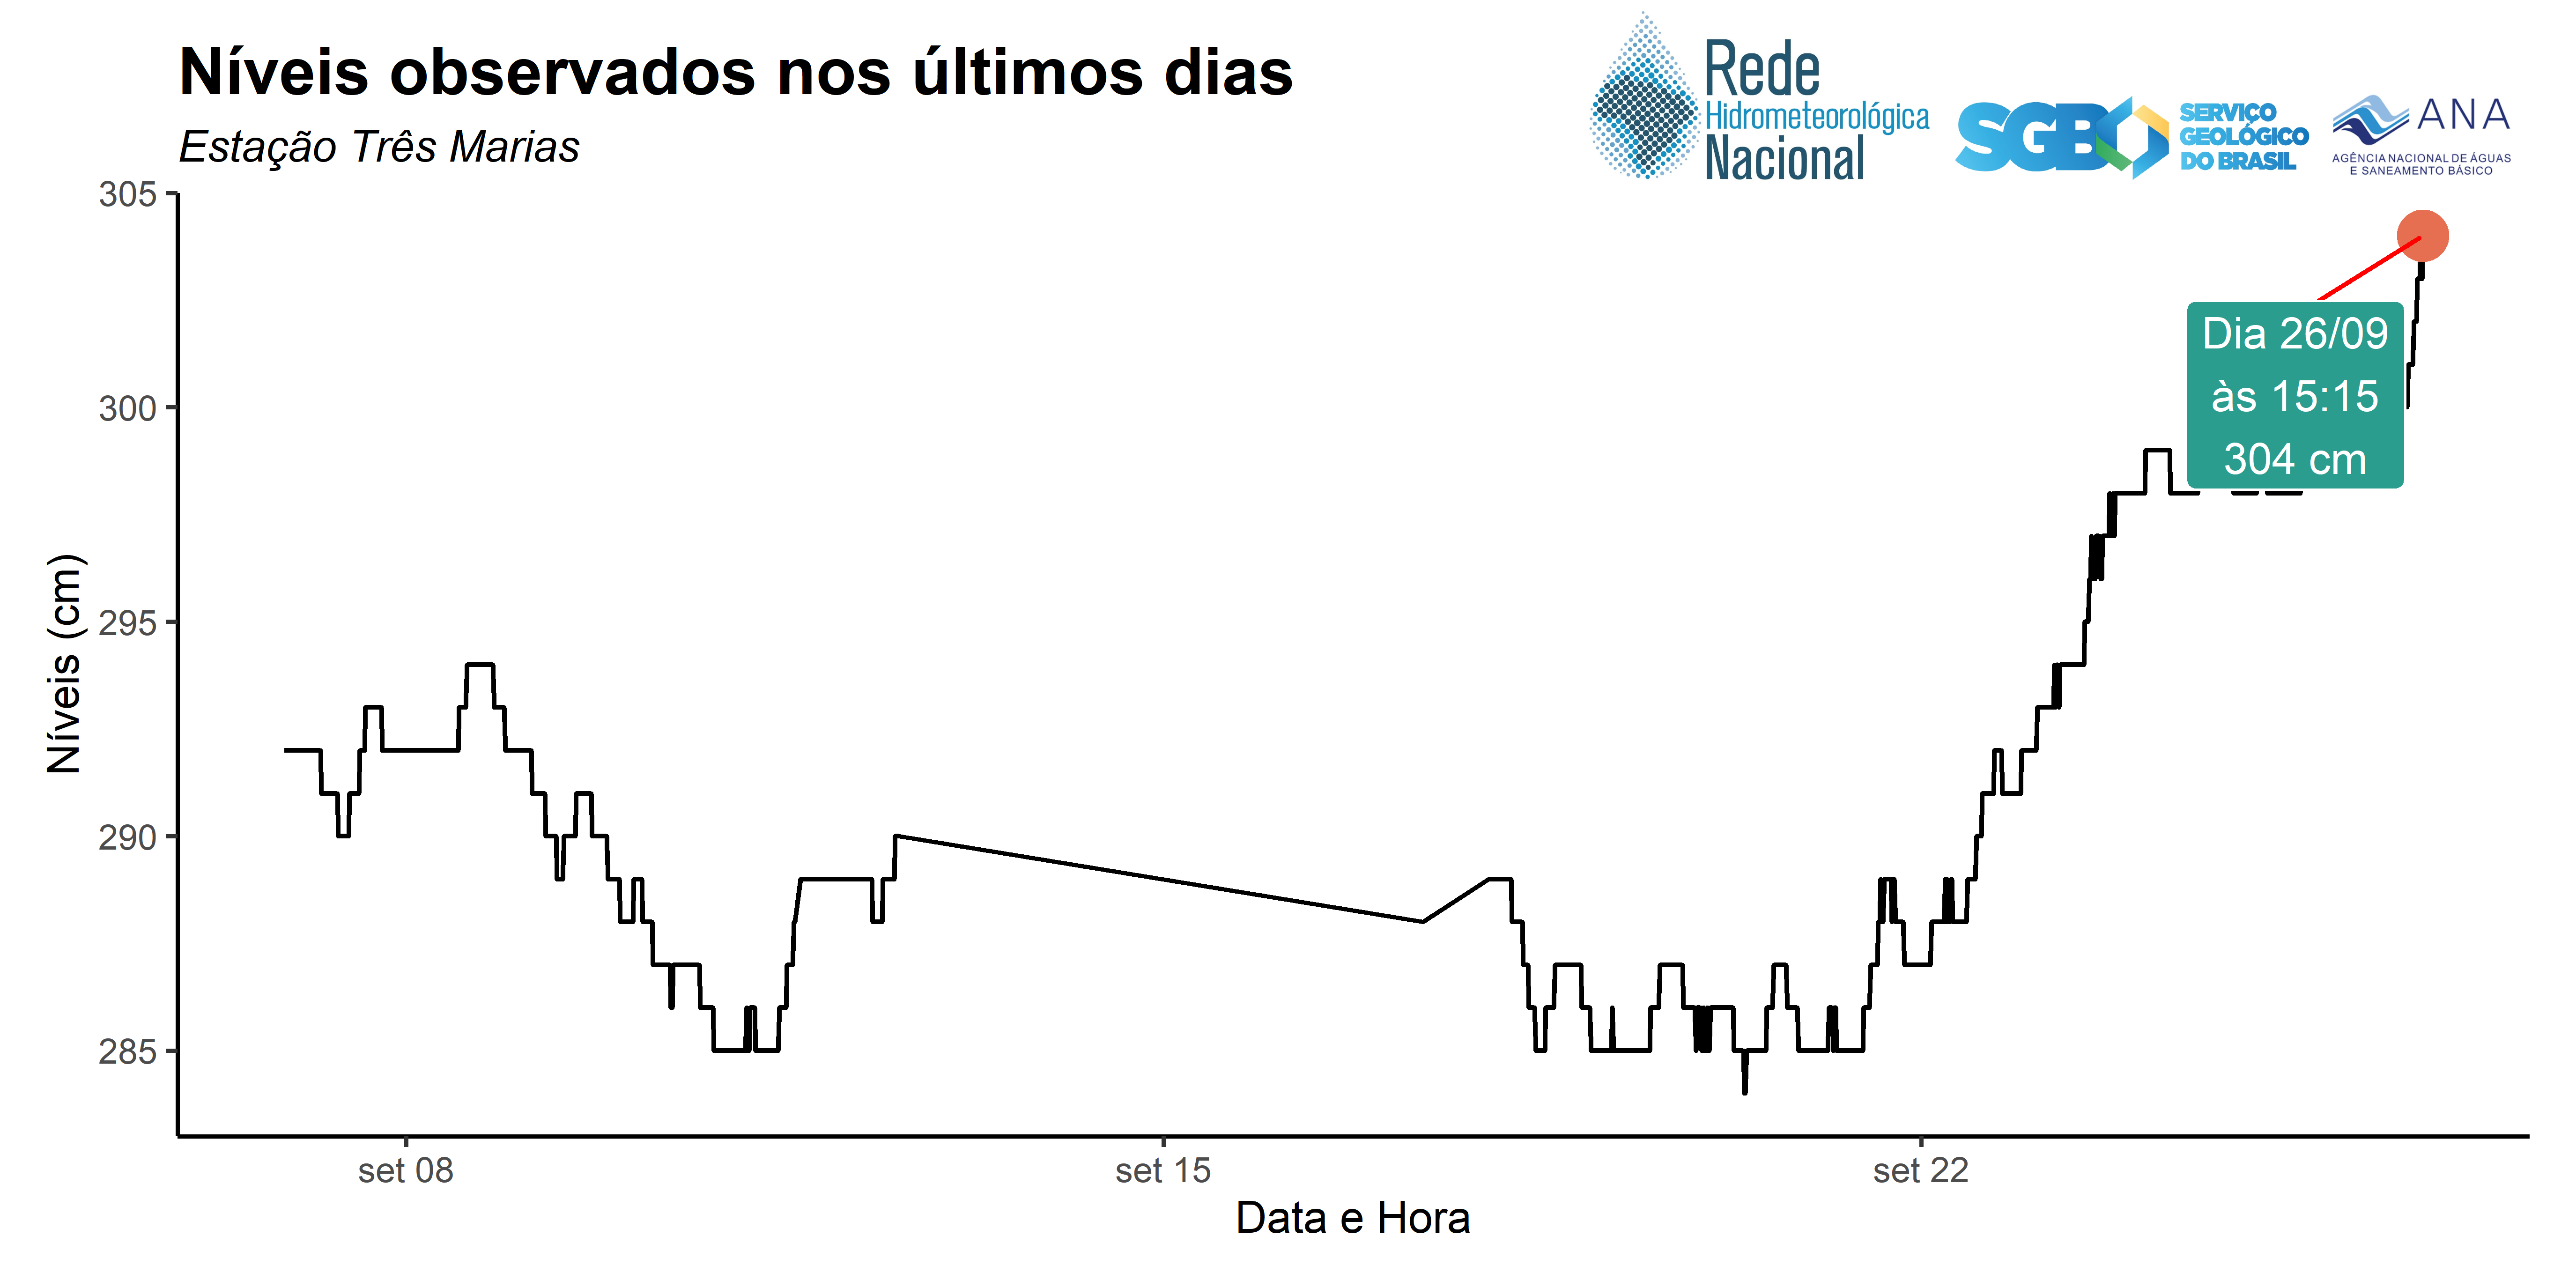 Níveis observados nos últimos dias
Estação Três Marias
Rede
Hidrometeorológica
Nacional
SGB
SERVIÇO
GEOLÓGICO
DO BRASIL
ANA
AGÊNCIA NACIONAL DE ÁGUAS
E SANEAMENTO BÁSICO
305
300
295
290
285
Níveis (cm)
Dia 26/09
às 15:15
304 cm
set 08
set 15
set 22
Data e Hora